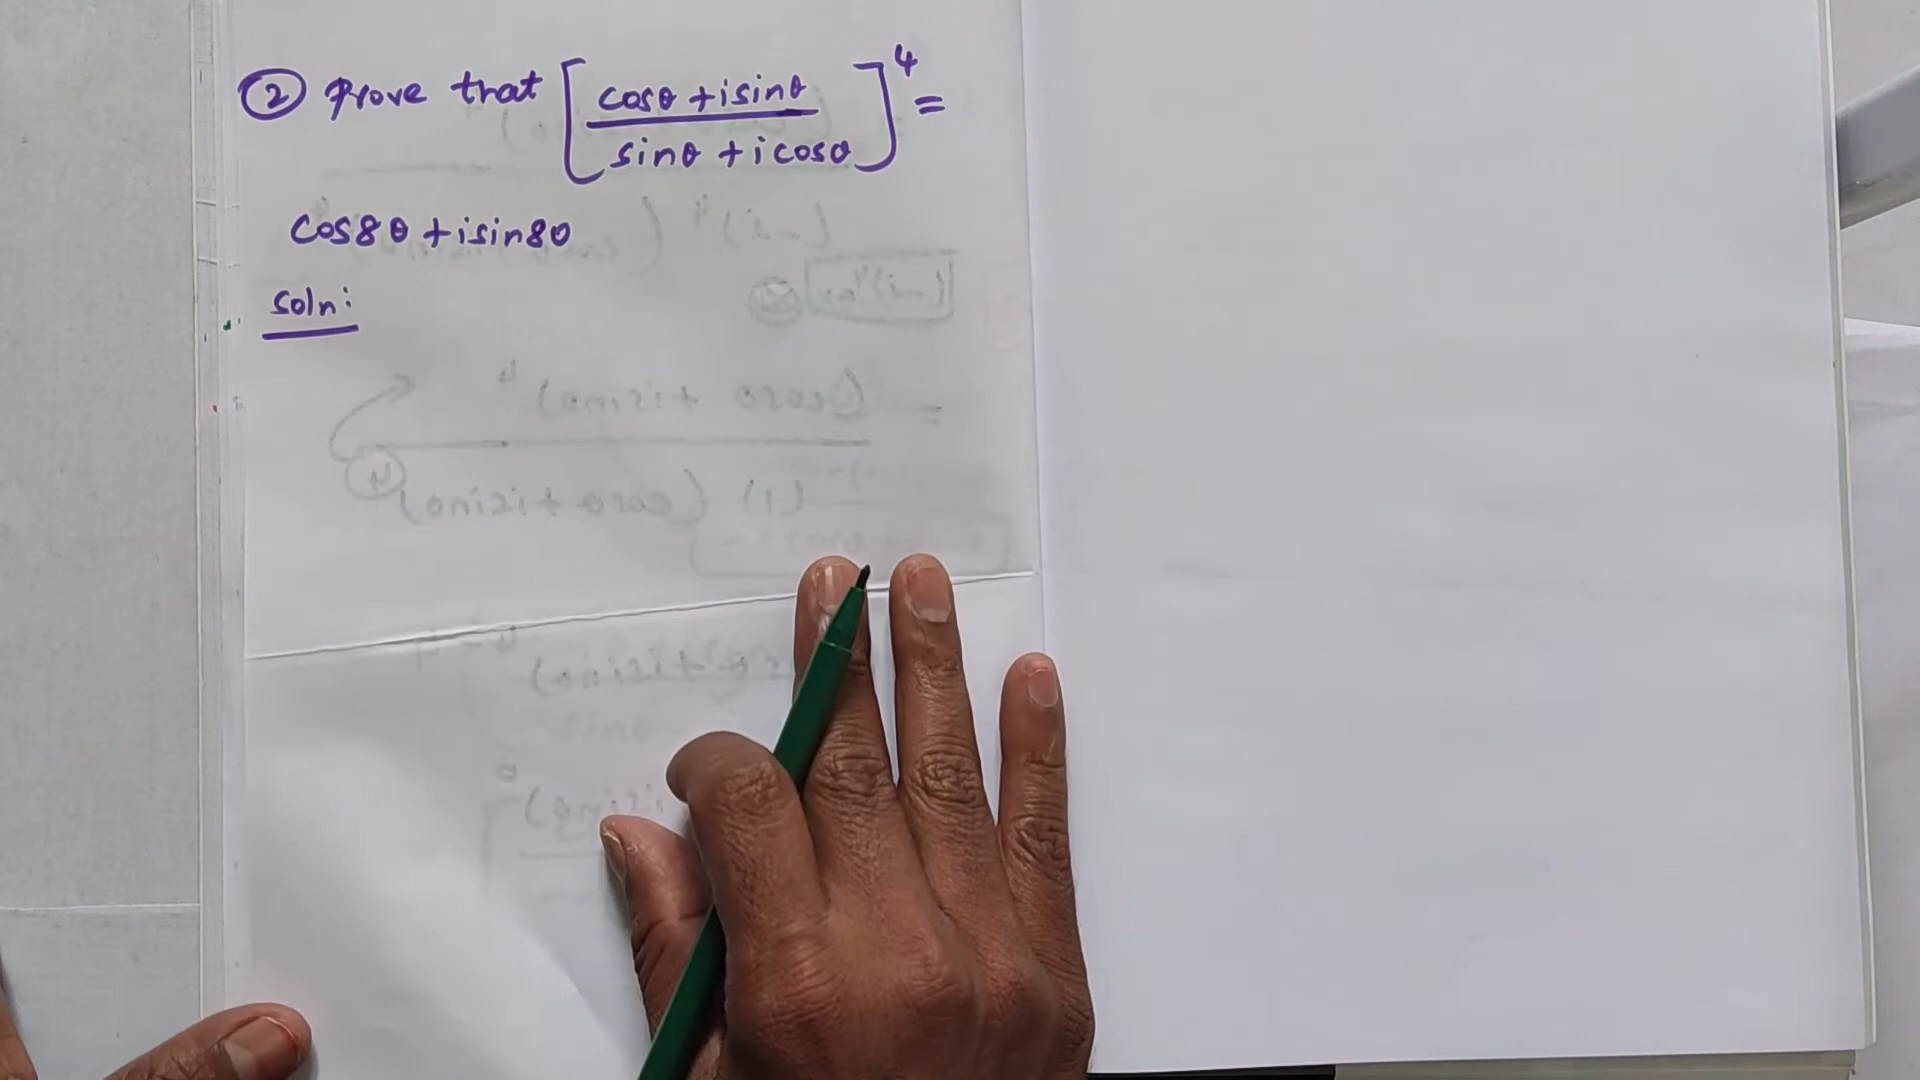 ② Prove that [cosθ + isinθ / sinθ + icosθ]⁴ =
cos8θ + isin8θ
Soln: